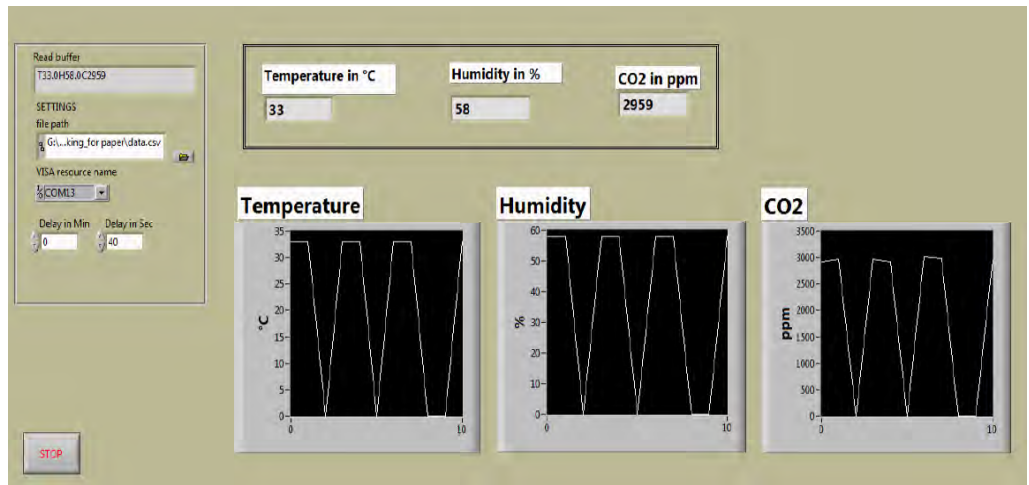 Read buffer
T33.0H58.0C2959
SETTINGS
file path
G:\...king_for paper\data.csv
VISA resource name
COM13
Delay in Min Delay in Sec
0 40
STOP
Temperature in °C Humidity in % CO2 in ppm
33 58 2959
Temperature
35
30
25
20
15
10
5
0
°C
0 10
Humidity
60
50
40
30
20
10
0
%
0 10
CO2
3500
3000
2500
2000
1500
1000
500
0
ppm
0 10